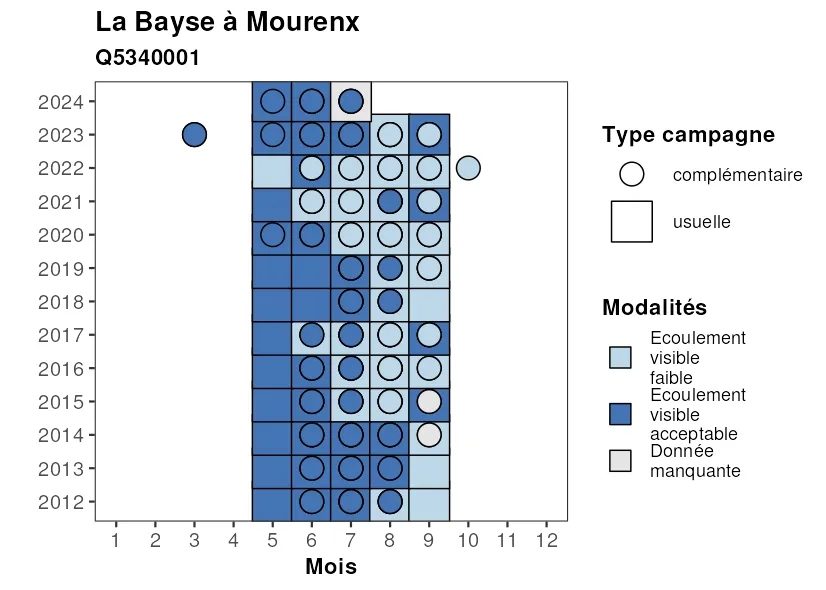 La Bayse à Mourenx
Q5340001
2024
2023
2022
2021
2020
2019
2018
2017
2016
2015
2014
2013
2012
1 2 3 4 5 6 7 8 9 10 11 12
Mois
Type campagne
complémentaire
usuelle
Modalités
Ecoulement
visible
faible
Ecoulement
visible
acceptable
Donnée
manquante